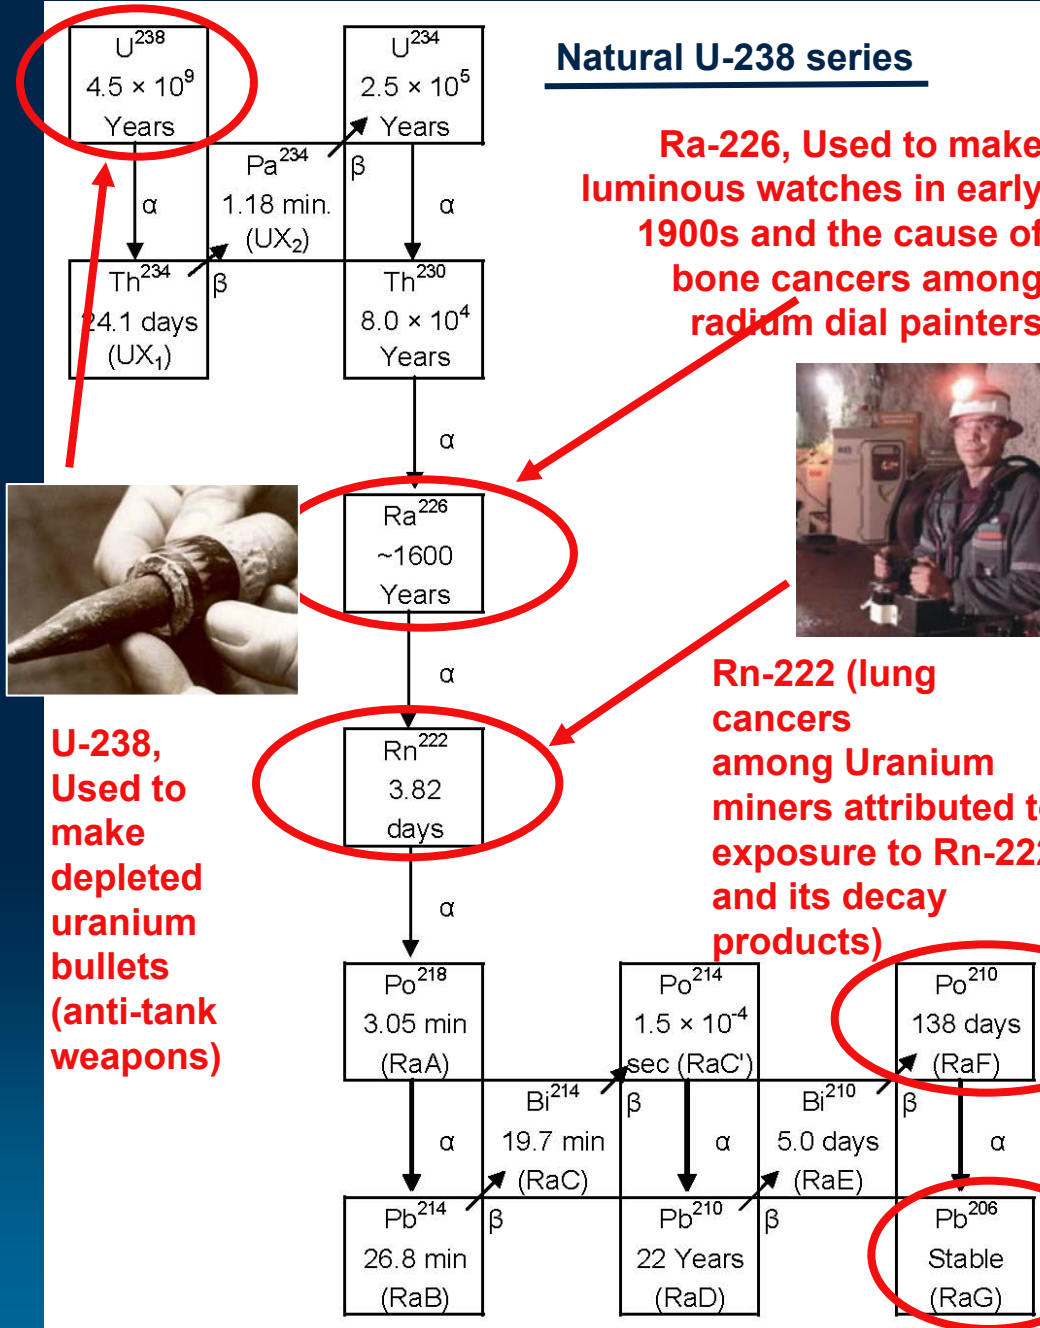 Natural U-238 series
U²³⁸
4.5 × 10⁹
Years
U²³⁴
2.5 × 10⁵
Years
α
Pa²³⁴
1.18 min.
(UX₂)
β
α
Th²³⁴
24.1 days
(UX₁)
β
Th²³⁰
8.0 × 10⁴
Years
Ra-226, Used to make
luminous watches in early
1900s and the cause of
bone cancers among
radium dial painters
α
Ra²²⁶
~1600
Years
α
Rn²²²
3.82
days
α
U-238,
Used to
make
depleted
uranium
bullets
(anti-tank
weapons)
Rn-222 (lung
cancers
among Uranium
miners attributed t
exposure to Rn-222
and its decay
products)
Po²¹⁸
3.05 min
(RaA)
Po²¹⁴
1.5 × 10⁻⁴
sec (RaC')
Po²¹⁰
138 days
(RaF)
α
Bi²¹⁴
19.7 min
(RaC)
β
α
Bi²¹⁰
5.0 days
(RaE)
β
α
Pb²¹⁴
26.8 min
(RaB)
β
Pb²¹⁰
22 Years
(RaD)
β
Pb²⁰⁶
Stable
(RaG)